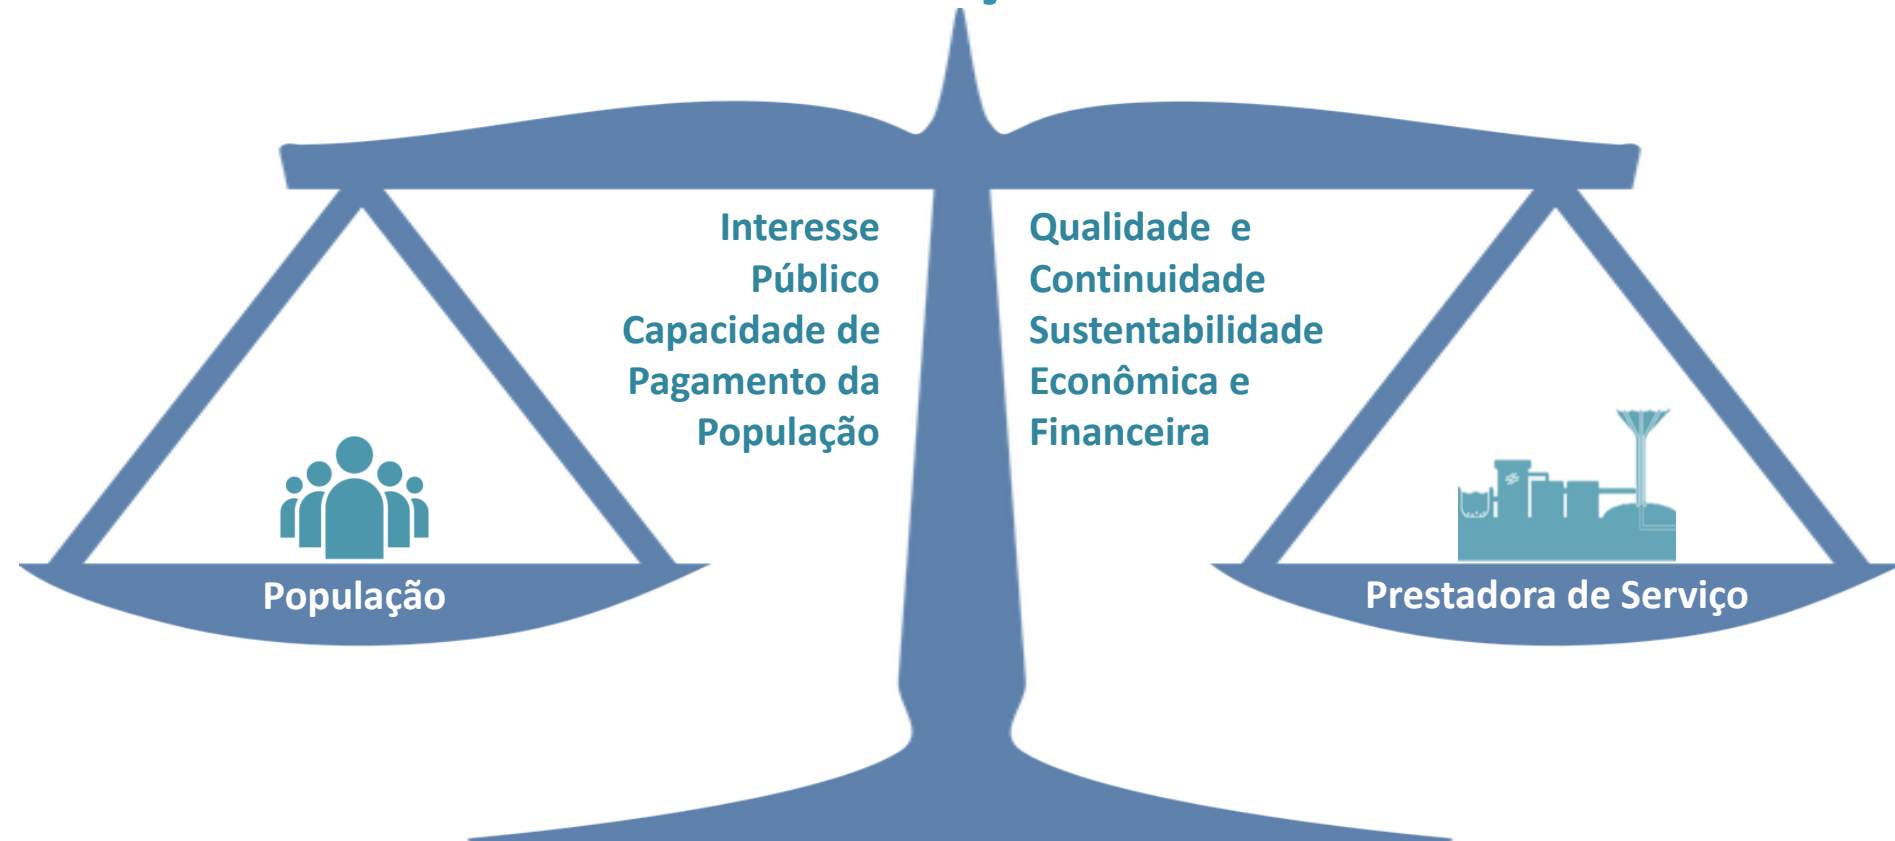 Interesse
Público
Capacidade de
Pagamento da
População
Qualidade e
Continuidade
Sustentabilidade
Econômica e
Financeira
População
Prestadora de Serviço